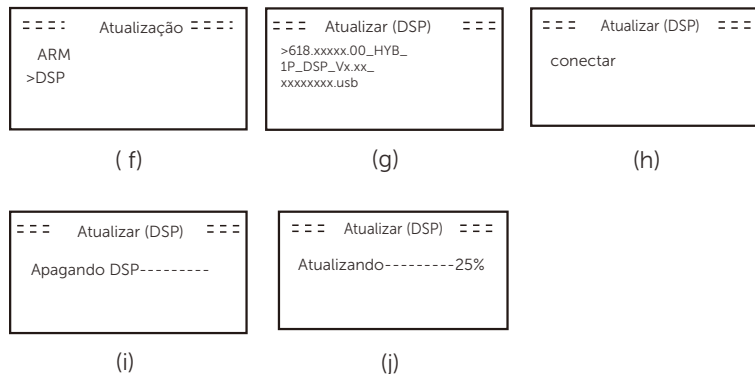 === Atualização ===
ARM
>DSP
(f)
=== Atualizar (DSP) ===
>618.xxxxx.00_HYB_
1P_DSP_Vx.xx_
xxxxxxxx.usb
(g)
=== Atualizar (DSP) ===
conectar
(h)
=== Atualizar (DSP) ===
Apagando DSP---------
(i)
=== Atualizar (DSP) ===
Atualizando---------25%
(j)